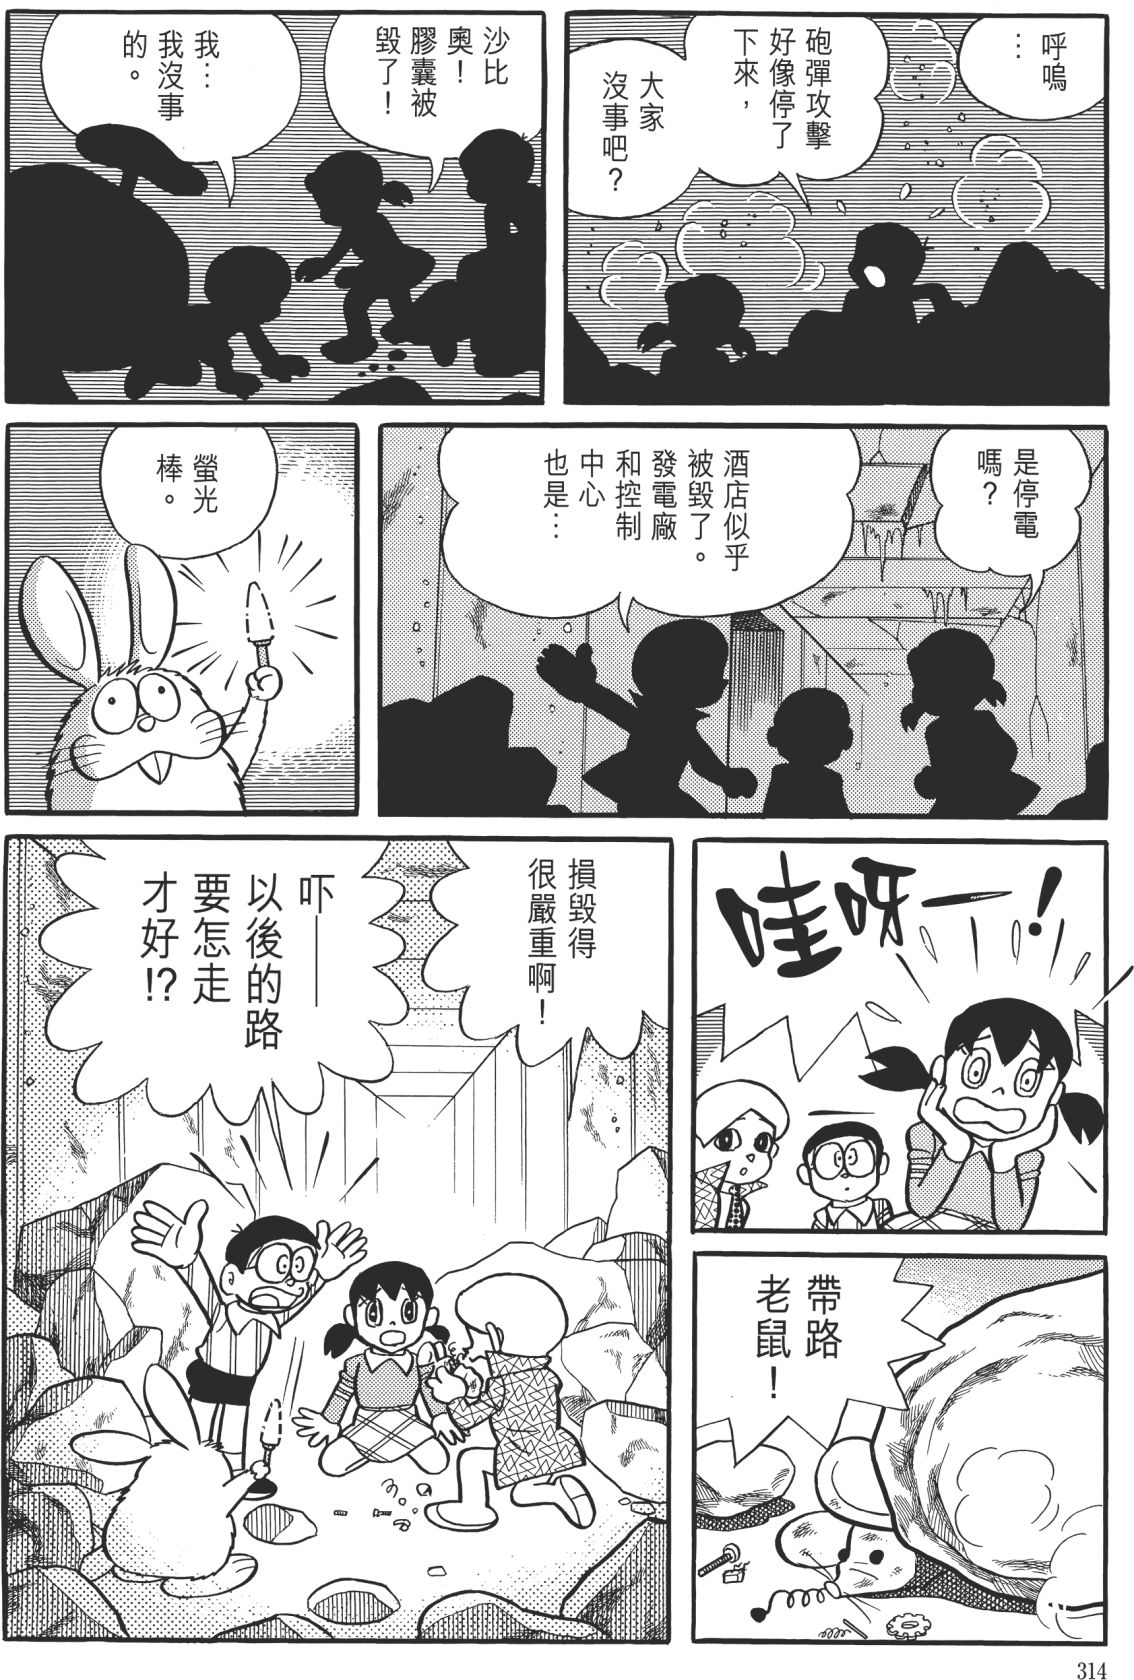 呼嗚
…
砲彈攻擊
好像停了
下來，
大家
沒事吧？
沙比
奧！
膠囊被
毀了！
我…
我沒事
的。
是停電
嗎？
酒店似乎
被毀了。
發電廠
和控制
中心
也是…
螢光
棒。
哇呀—！
帶路
老鼠！
損毀得
很嚴重啊！
吓——
以後的路
要怎走
才好!?
314